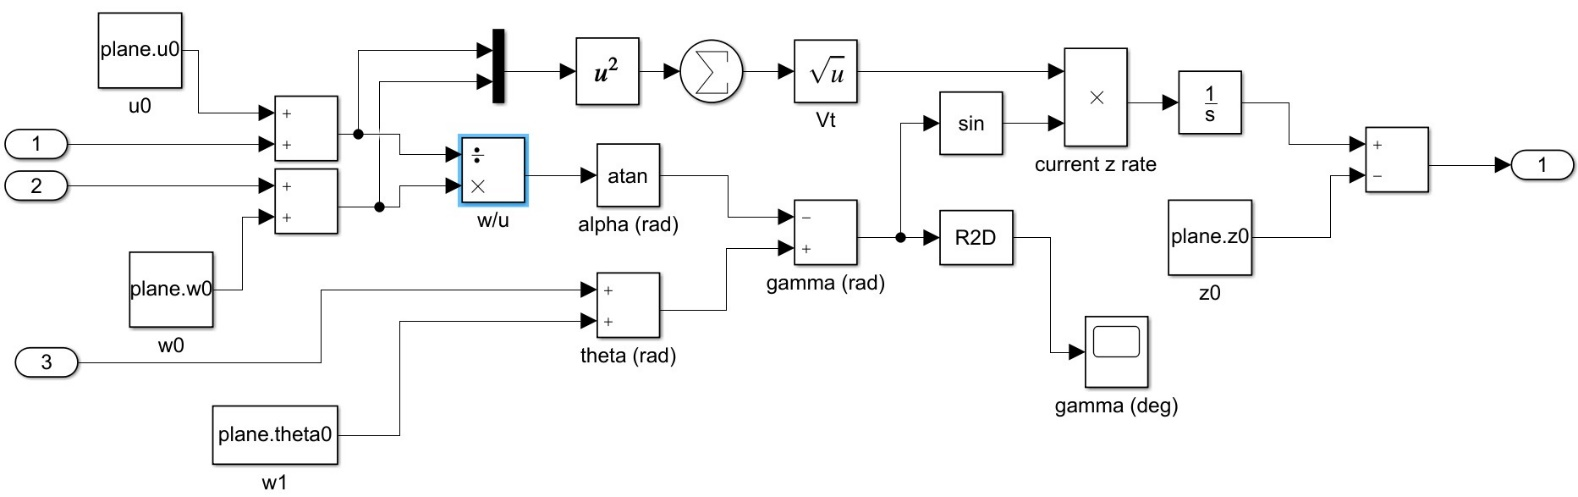 plane.u0
u0
+
+
1
2
+
+
plane.w0
w0
3
plane.theta0
w1
÷
×
w/u
u²
∑
√u
Vt
atan
alpha (rad)
+
+
theta (rad)
−
+
gamma (rad)
sin
R2D
×
current z rate
1
s
gamma (deg)
plane.z0
z0
+
−
1